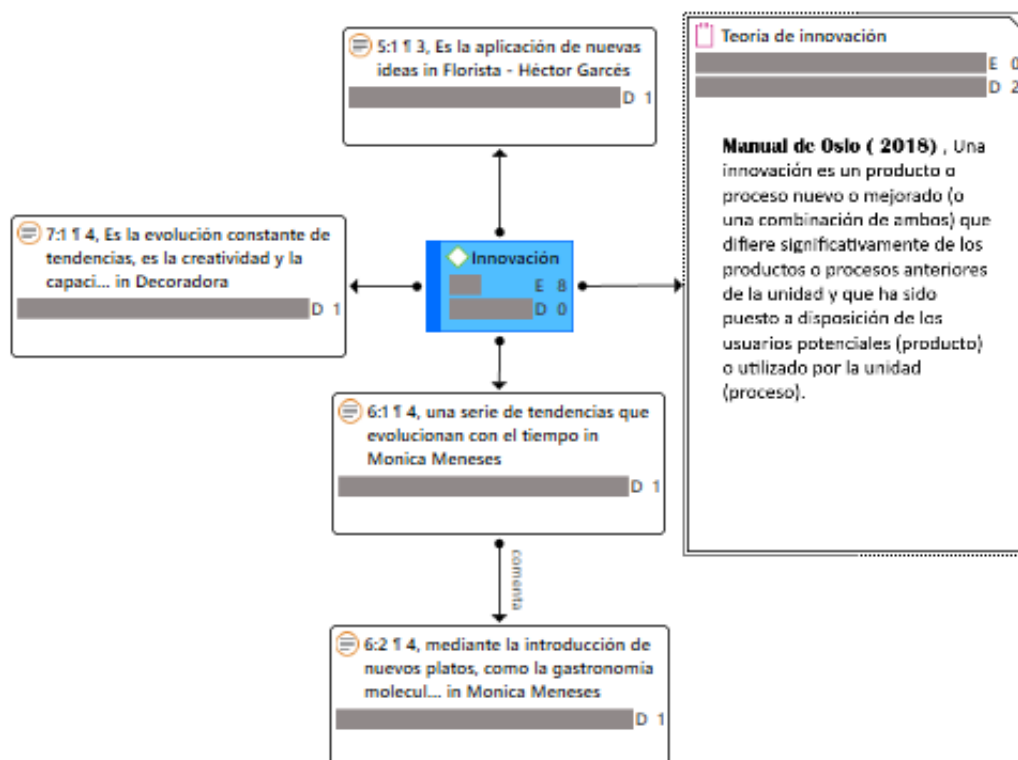 5:1 ¶ 3, Es la aplicación de nuevas
ideas in Florista - Héctor Garcés
D 1
Teoria de innovación
E 0
D 2
Manual de Oslo ( 2018) , Una
innovación es un producto o
proceso nuevo o mejorado (o
una combinación de ambos) que
difiere significativamente de los
productos o procesos anteriores
de la unidad y que ha sido
puesto a disposición de los
usuarios potenciales (producto)
o utilizado por la unidad
(proceso).
7:1 ¶ 4, Es la evolución constante de
tendencias, es la creatividad y la
capaci... in Decoradora
D 1
Innovación
E 8
D 0
6:1 ¶ 4, una serie de tendencias que
evolucionan con el tiempo in
Monica Meneses
D 1
comenta
6:2 ¶ 4, mediante la introducción de
nuevos platos, como la gastronomia
molecul... in Monica Meneses
D 1